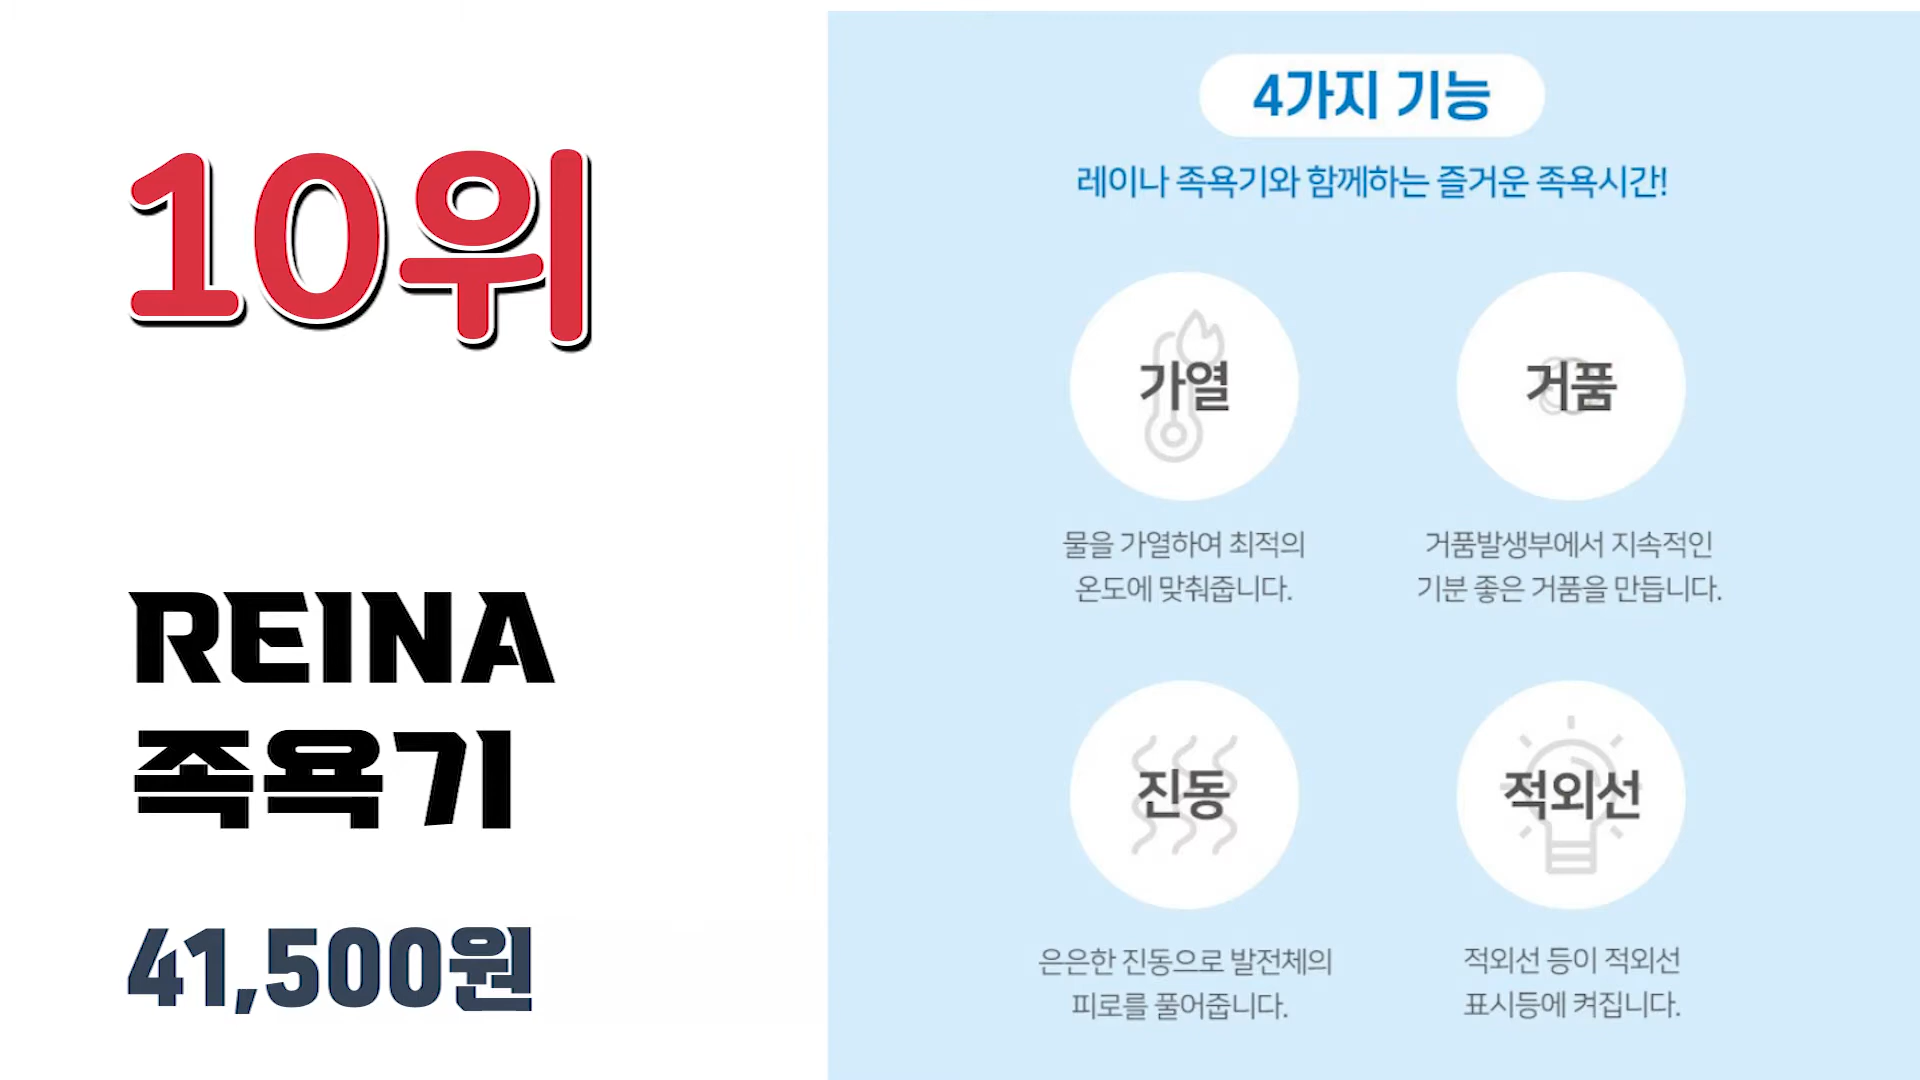 10위
REINA
족욕기
41,500원
4가지 기능
레이나 족욕기와 함께하는 즐거운 족욕시간!
가열
물을 가열하여 최적의
온도에 맞춰줍니다.
거품
거품발생부에서 지속적인
기분 좋은 거품을 만듭니다.
진동
은은한 진동으로 발전체의
피로를 풀어줍니다.
적외선
적외선 등이 적외선
표시등에 켜집니다.